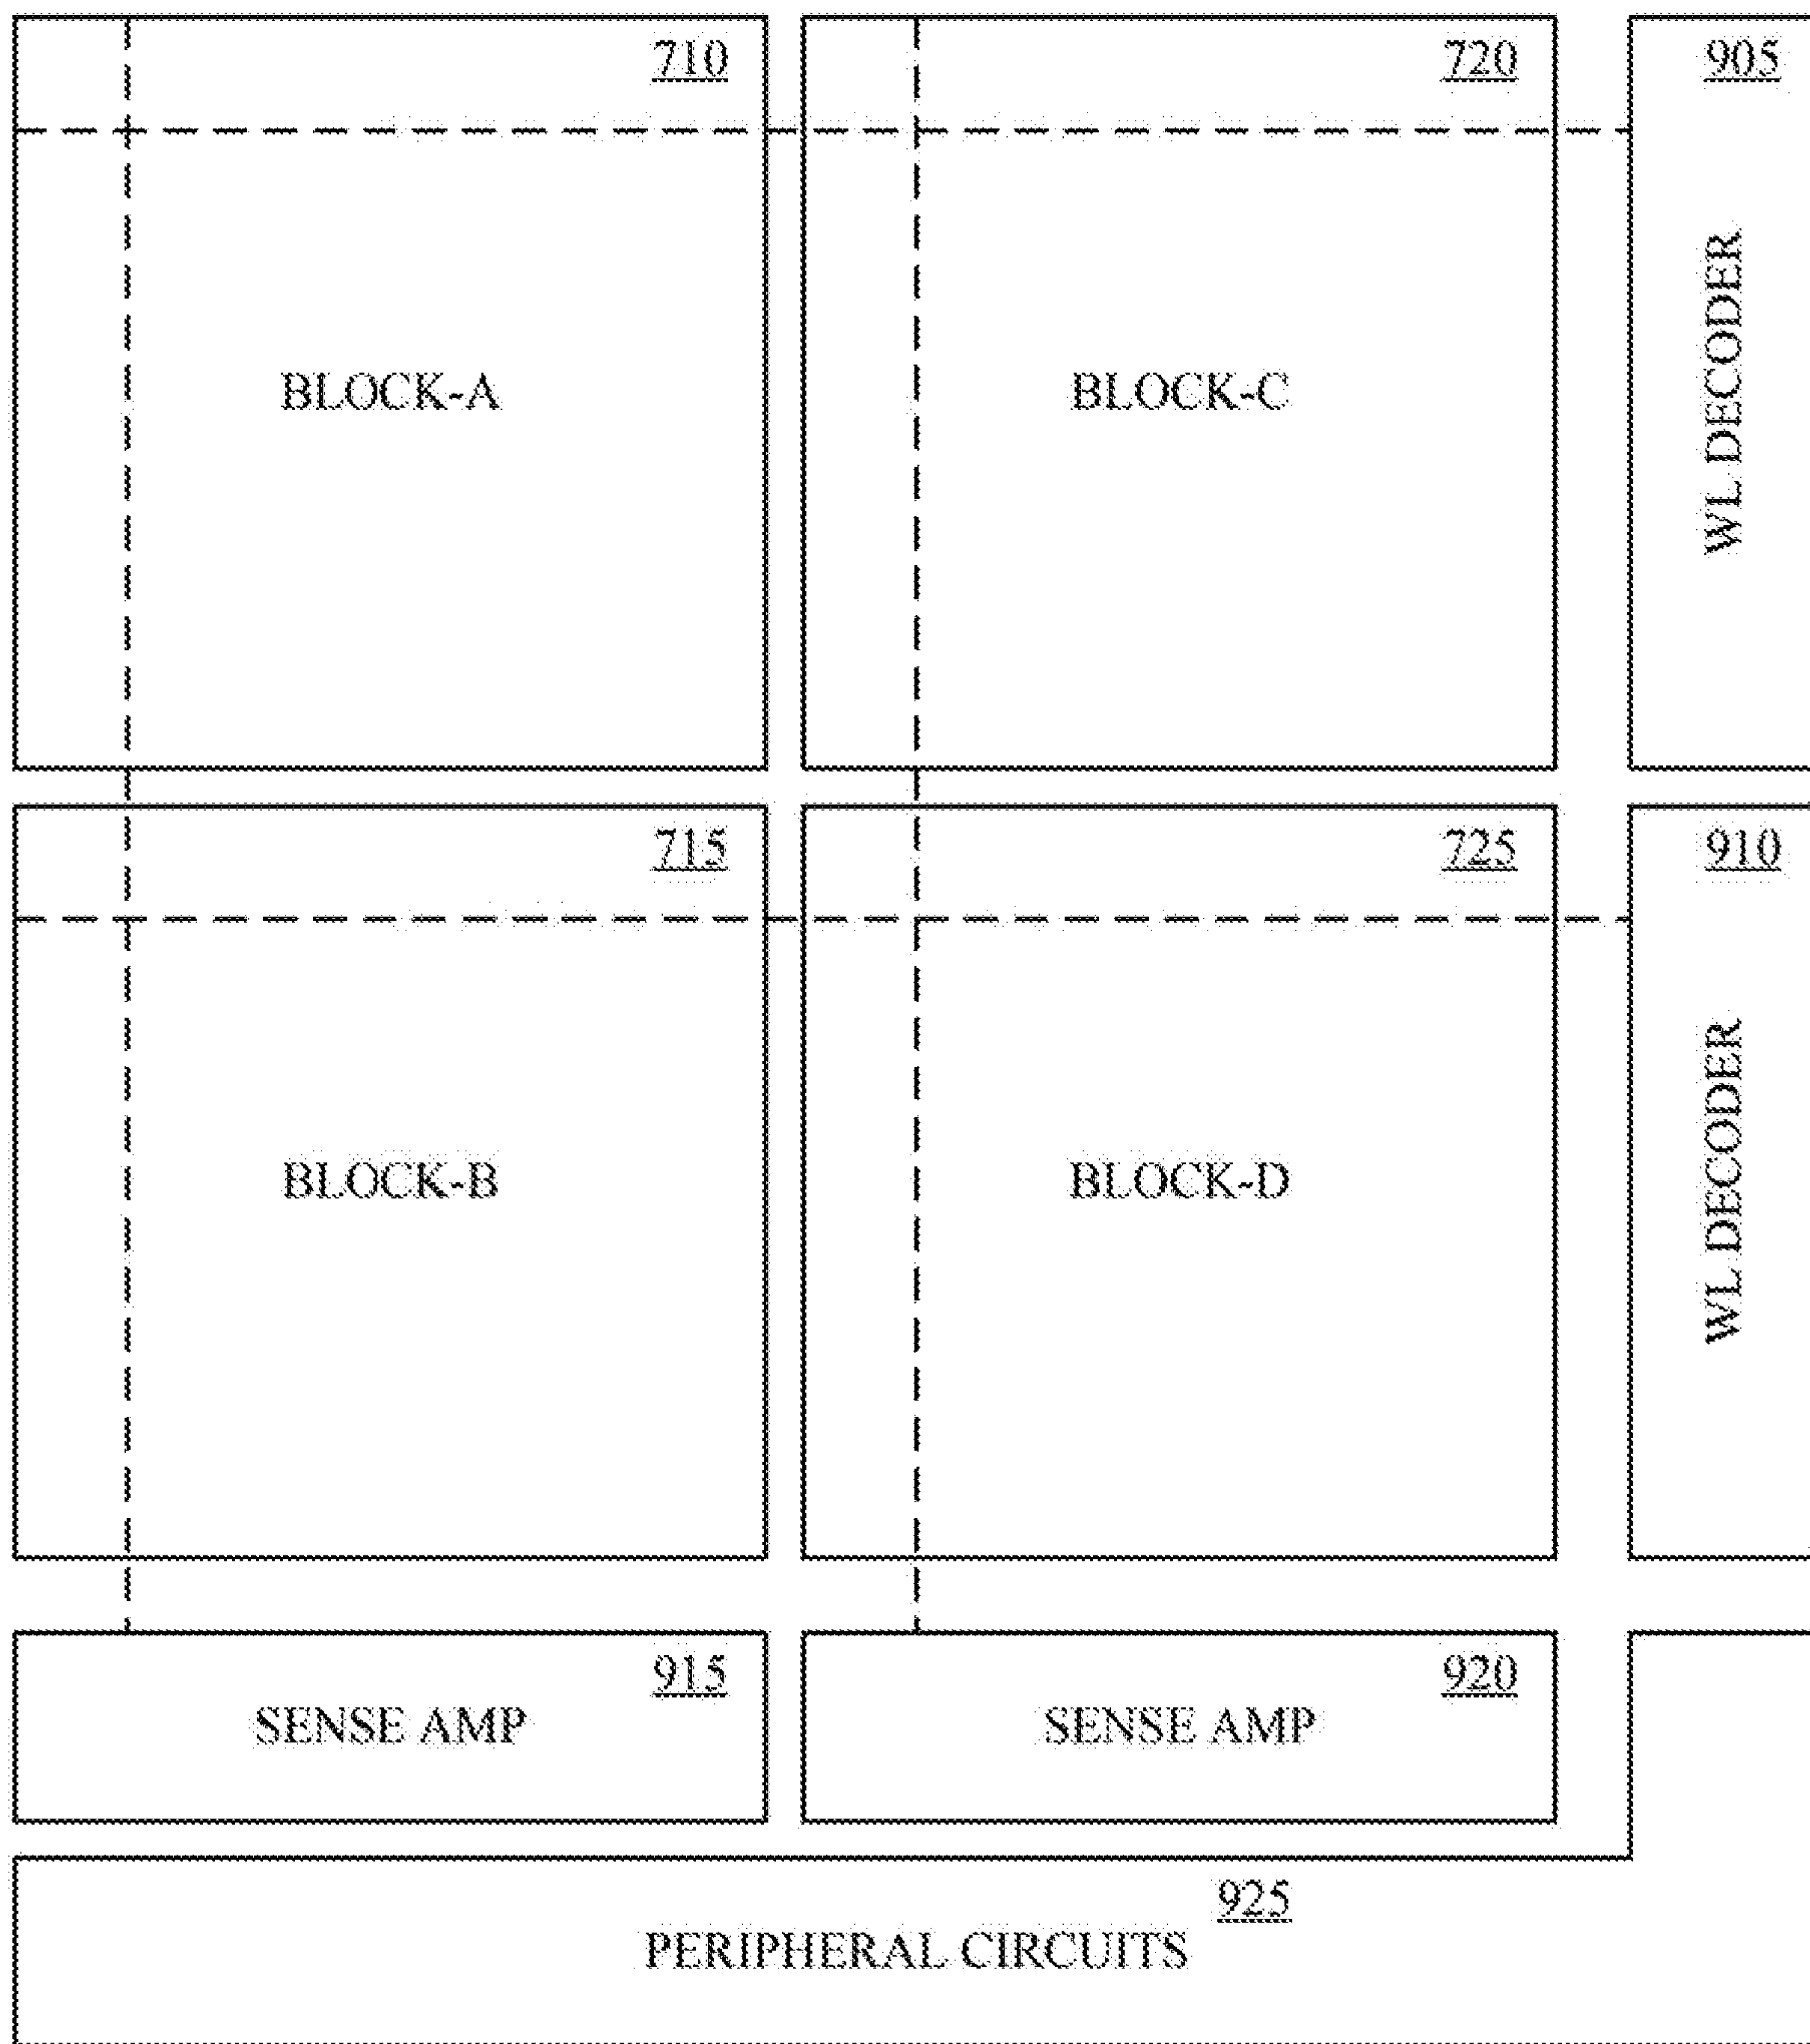 710
720
905
BLOCK-A
BLOCK-C
WL DECODER
715
725
910
BLOCK-B
BLOCK-D
WL DECODER
915
920
SENSE AMP
SENSE AMP
925
PERIPHERAL CIRCUITS